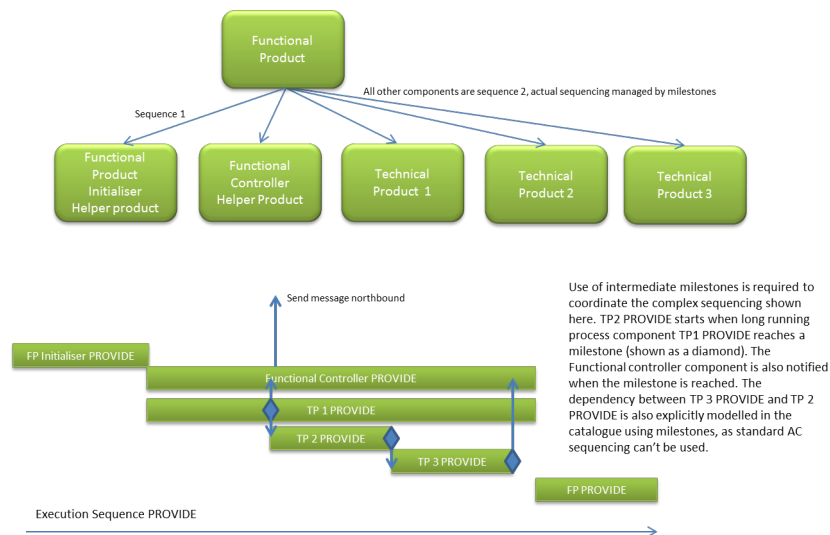 Functional
Product
All other components are sequence 2, actual sequencing managed by milestones
Sequence 1
Functional
Product
Initialiser
Helper product
Functional
Controller
Helper Product
Technical
Product 1
Technical
Product 2
Technical
Product 3
Send message northbound
FP Initialiser PROVIDE
Functional Controller PROVIDE
TP 1 PROVIDE
TP 2 PROVIDE
TP 3 PROVIDE
FP PROVIDE
Use of intermediate milestones is required to
coordinate the complex sequencing shown
here. TP2 PROVIDE starts when long running
process component TP1 PROVIDE reaches a
milestone (shown as a diamond). The
Functional controller component is also notified
when the milestone is reached. The
dependency between TP 3 PROVIDE and TP 2
PROVIDE is also explicitly modelled in the
catalogue using milestones, as standard AC
sequencing can't be used.
Execution Sequence PROVIDE